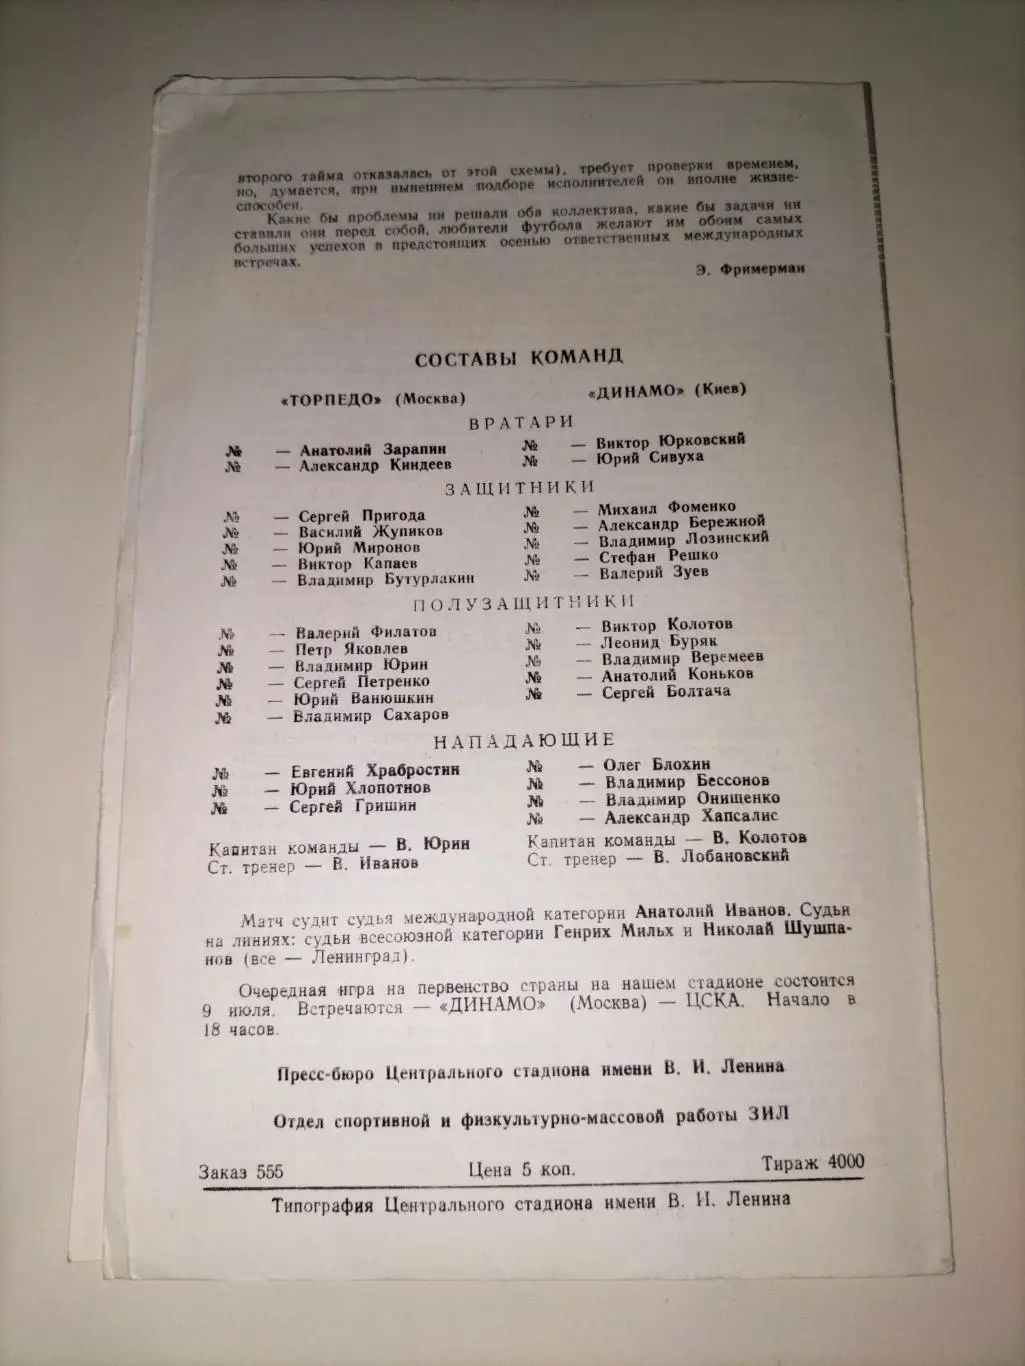 второго тайма отказалась от этой схемы), требует проверки временем,
но, думается, при нынешнем подборе исполнителей он вполне жизне-
способен.
Какие бы проблемы ни решали оба коллектива, какие бы задачи ни
ставили они перед собой, любители футбола желают им обоим самых
больших успехов в предстоящих осенью ответственных международных
встречах.
Э. Фримерман
СОСТАВЫ КОМАНД
«ТОРПЕДО» (Москва) «ДИНАМО» (Киев)
ВРАТАРИ
№ — Анатолий Зарапин № — Виктор Юрковский
№ — Александр Киндеев № — Юрий Сивуха
ЗАЩИТНИКИ
№ — Сергей Пригода № — Михаил Фоменко
№ — Василий Жупиков № — Александр Бережной
№ — Юрий Миронов № — Владимир Лозинский
№ — Виктор Капаев № — Стефан Решко
№ — Владимир Бутурлакин № — Валерий Зуев
ПОЛУЗАЩИТНИКИ
№ — Валерий Филатов № — Виктор Колотов
№ — Петр Яковлев № — Леонид Буряк
№ — Владимир Юрин № — Владимир Веремеев
№ — Сергей Петренко № — Анатолий Коньков
№ — Юрий Ванюшкин № — Сергей Болтача
№ — Владимир Сахаров
НАПАДАЮЩИЕ
№ — Евгений Храбростин № — Олег Блохин
№ — Юрий Хлопотнов № — Владимир Бессонов
№ — Сергей Гришин № — Владимир Онищенко
№ — Александр Хапсалис
Капитан команды — В. Юрин Капитан команды — В. Колотов
Ст. тренер — В. Иванов Ст. тренер — В. Лобановский
Матч судит судья международной категории Анатолий Иванов. Судьи
на линиях: судьи всесоюзной категории Генрих Мильх и Николай Шушпа-
нов (все — Ленинград).
Очередная игра на первенство страны на нашем стадионе состоится
9 июля. Встречаются — «ДИНАМО» (Москва) — ЦСКА. Начало в
18 часов.
Пресс-бюро Центрального стадиона имени В. И. Ленина
Отдел спортивной и физкультурно-массовой работы ЗИЛ
Заказ 555 Цена 5 коп. Тираж 4000
Типография Центрального стадиона имени В. И. Ленина